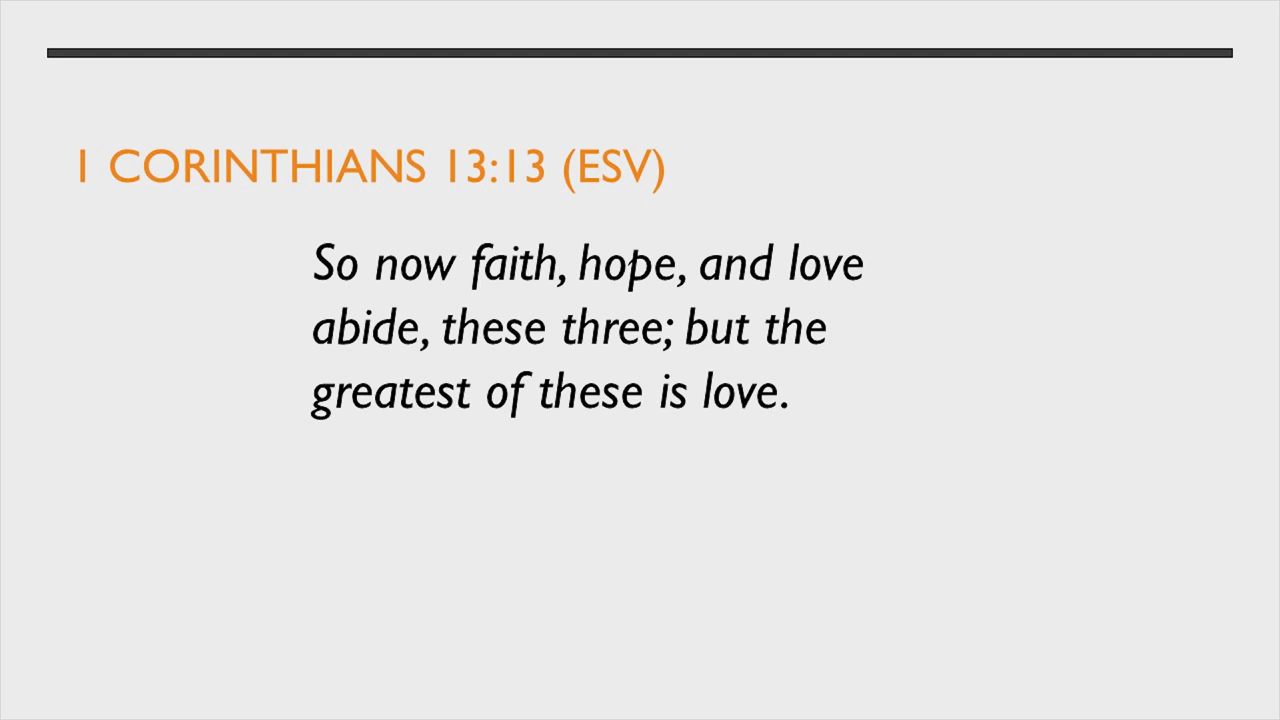 1 CORINTHIANS 13:13 (ESV)
So now faith, hope, and love
abide, these three; but the
greatest of these is love.